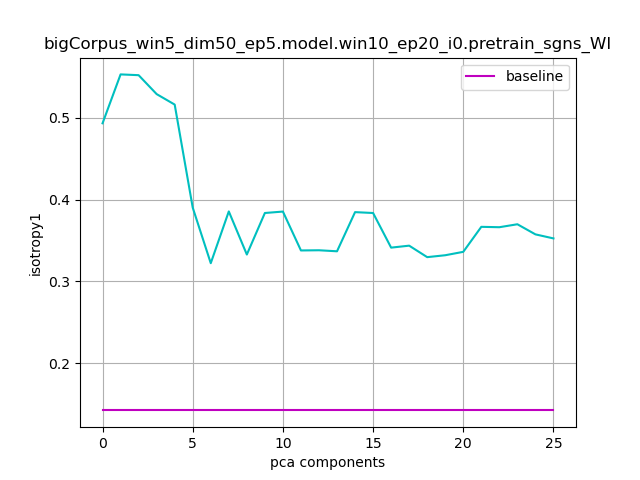 bigCorpus_win5_dim50_ep5.model.win10_ep20_i0.pretrain_sgns_WI
baseline
0.5
0.4
0.3
0.2
isotropy1
0 5 10 15 20 25
pca components